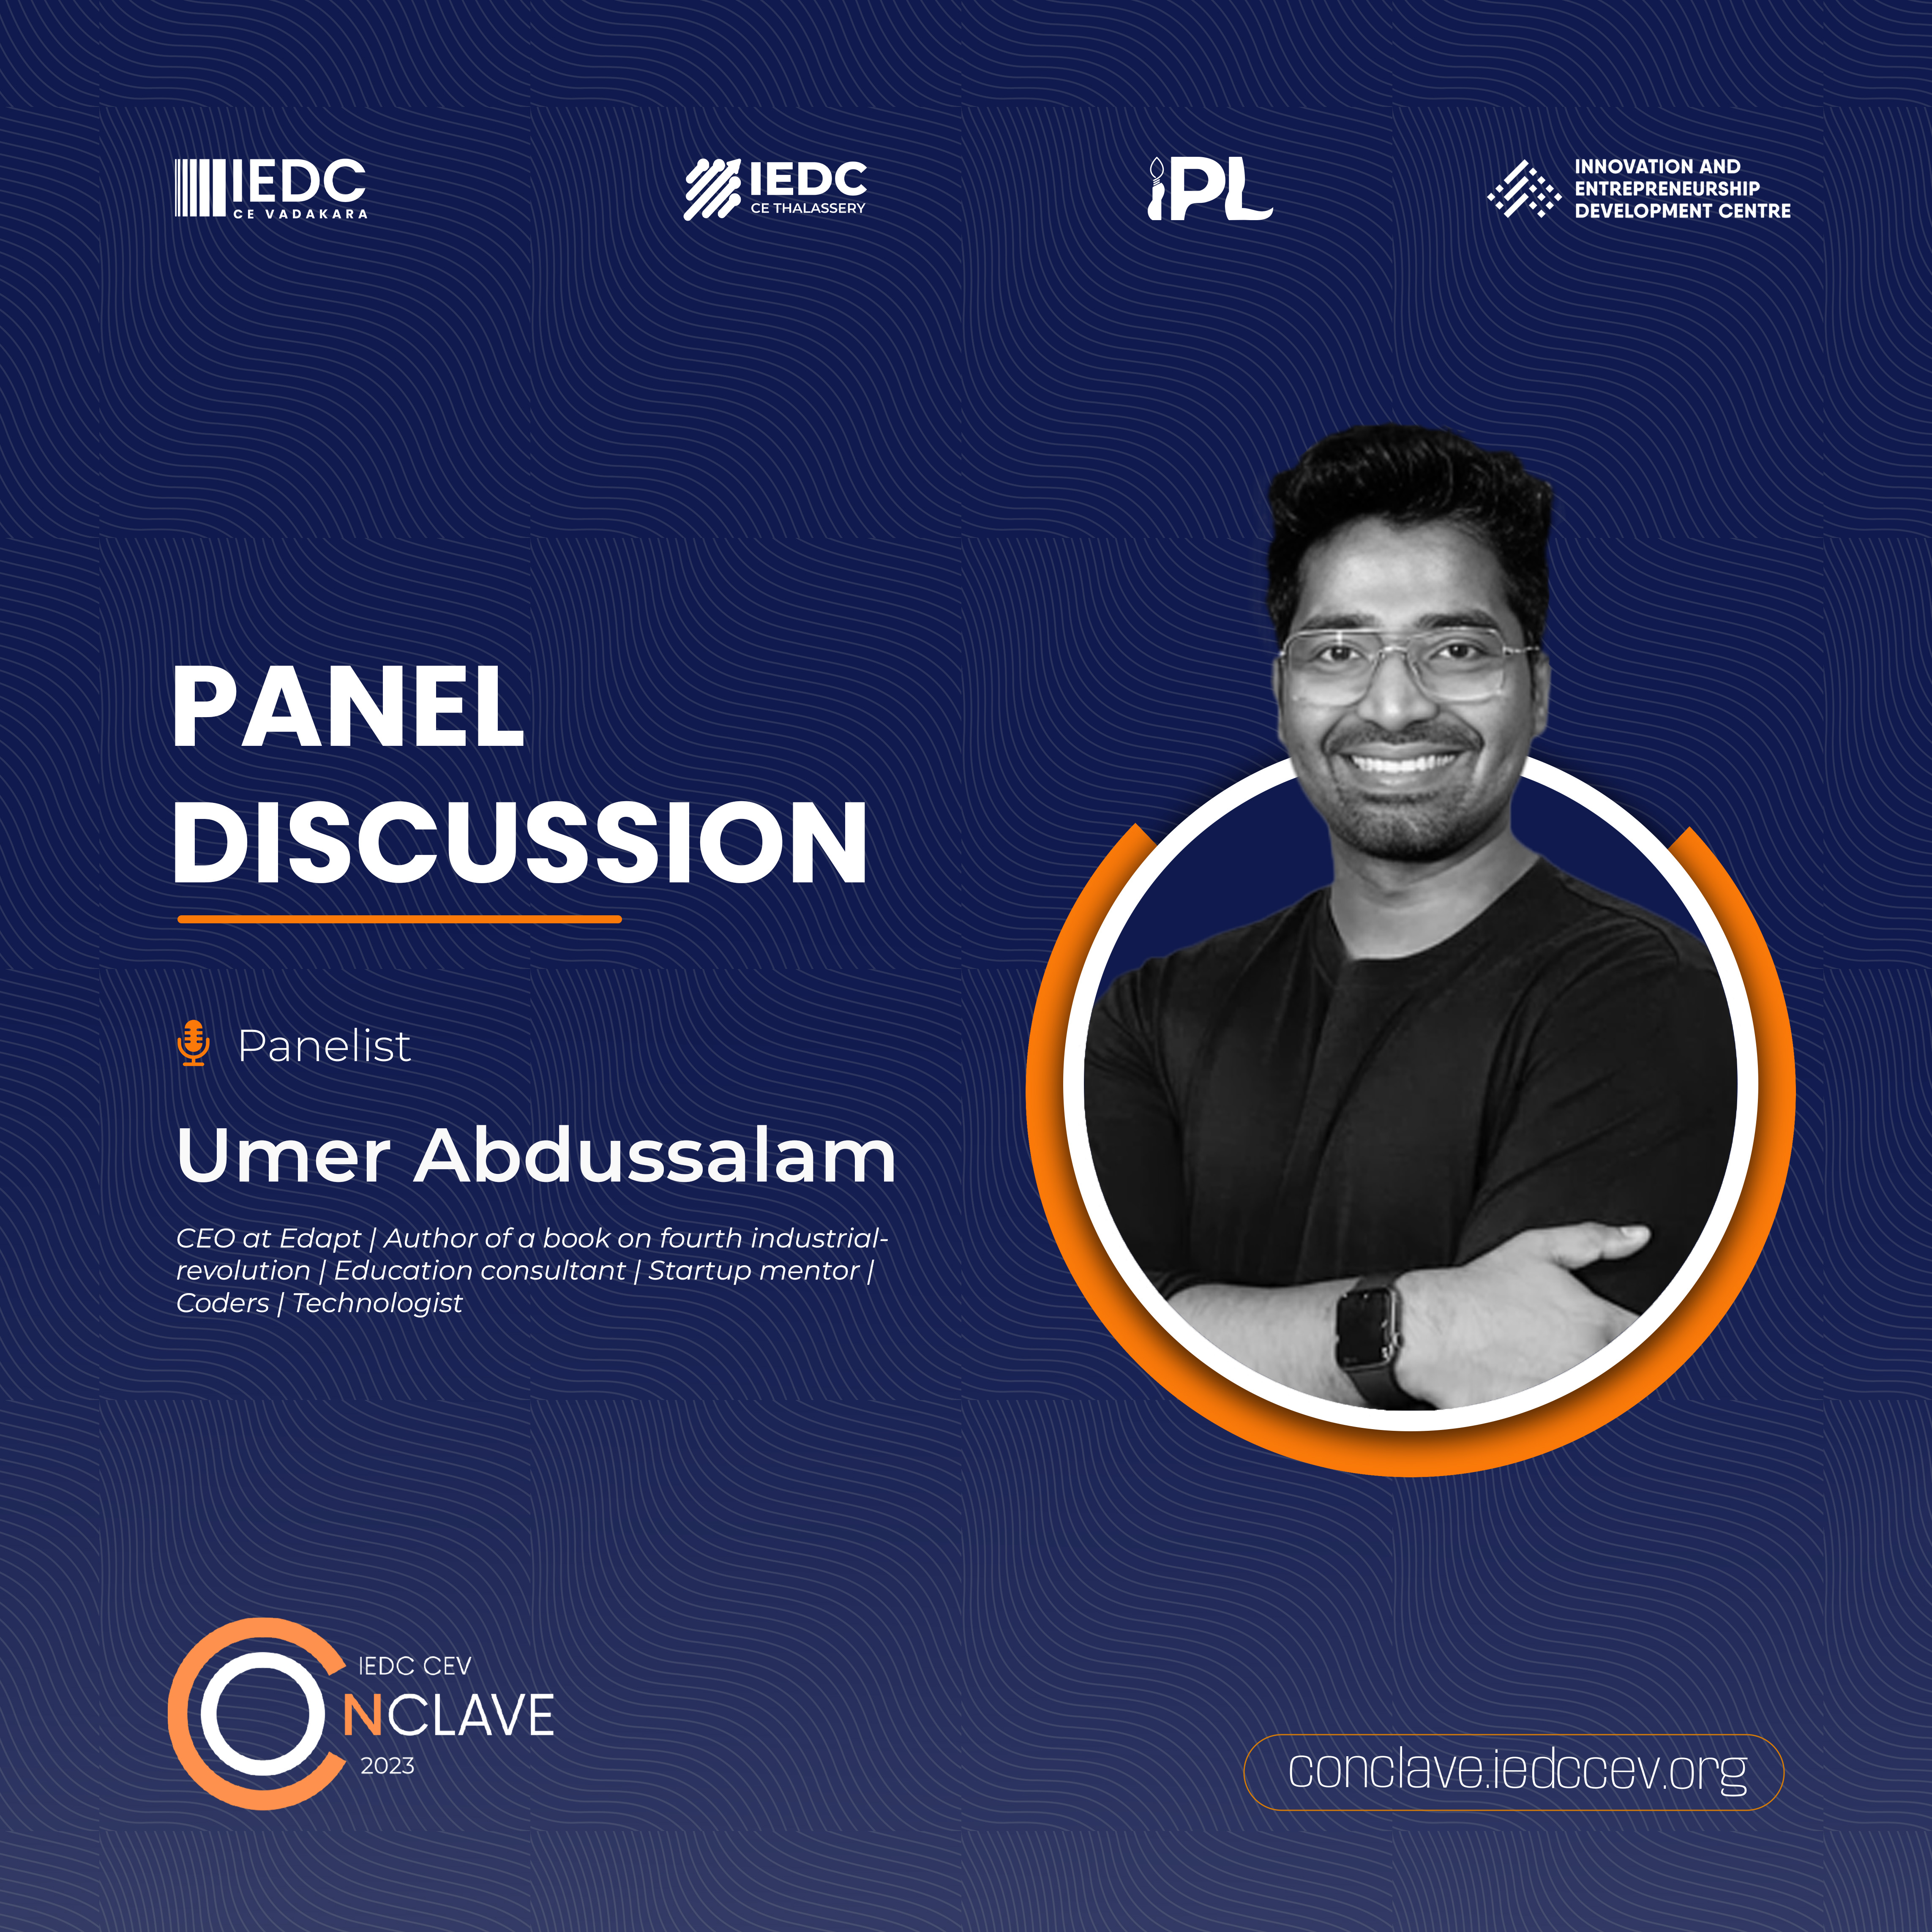 IEDC
CE VADAKARA
IEDC
CE THALASSERY
iPL
INNOVATION AND
ENTREPRENEURSHIP
DEVELOPMENT CENTRE
PANEL
DISCUSSION
Panelist
Umer Abdussalam
CEO at Edapt | Author of a book on fourth industrial-
revolution | Education consultant | Startup mentor |
Coders | Technologist
IEDC CEV
CONCLAVE
2023
conclave.iedccev.org